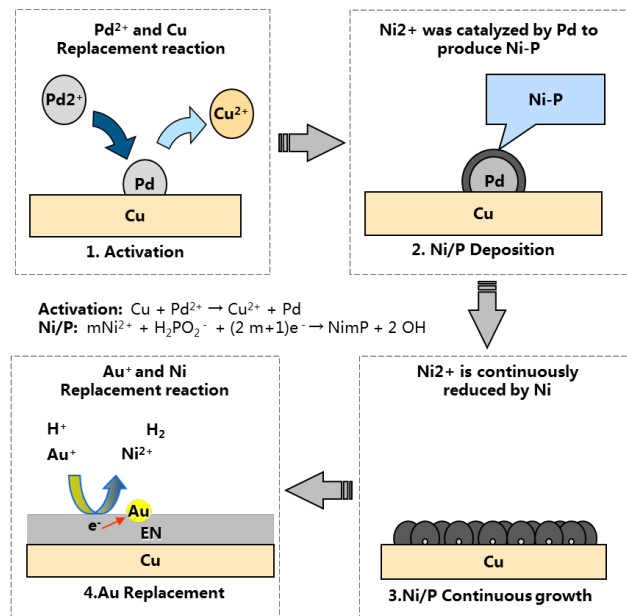 Pd²⁺ and Cu
Replacement reaction
Pd2⁺
Cu²⁺
Pd
Cu
1. Activation
Ni2+ was catalyzed by Pd to
produce Ni-P
Ni-P
Pd
Cu
2. Ni/P Deposition
Activation: Cu + Pd²⁺ → Cu²⁺ + Pd
Ni/P: mNi²⁺ + H₂PO₂⁻ + (2 m+1)e⁻→ NimP + 2 OH
Au⁺ and Ni
Replacement reaction
H⁺ H₂
Au⁺ Ni²⁺
Au
e⁻
EN
Cu
4.Au Replacement
Ni2+ is continuously
reduced by Ni
Cu
3.Ni/P Continuous growth